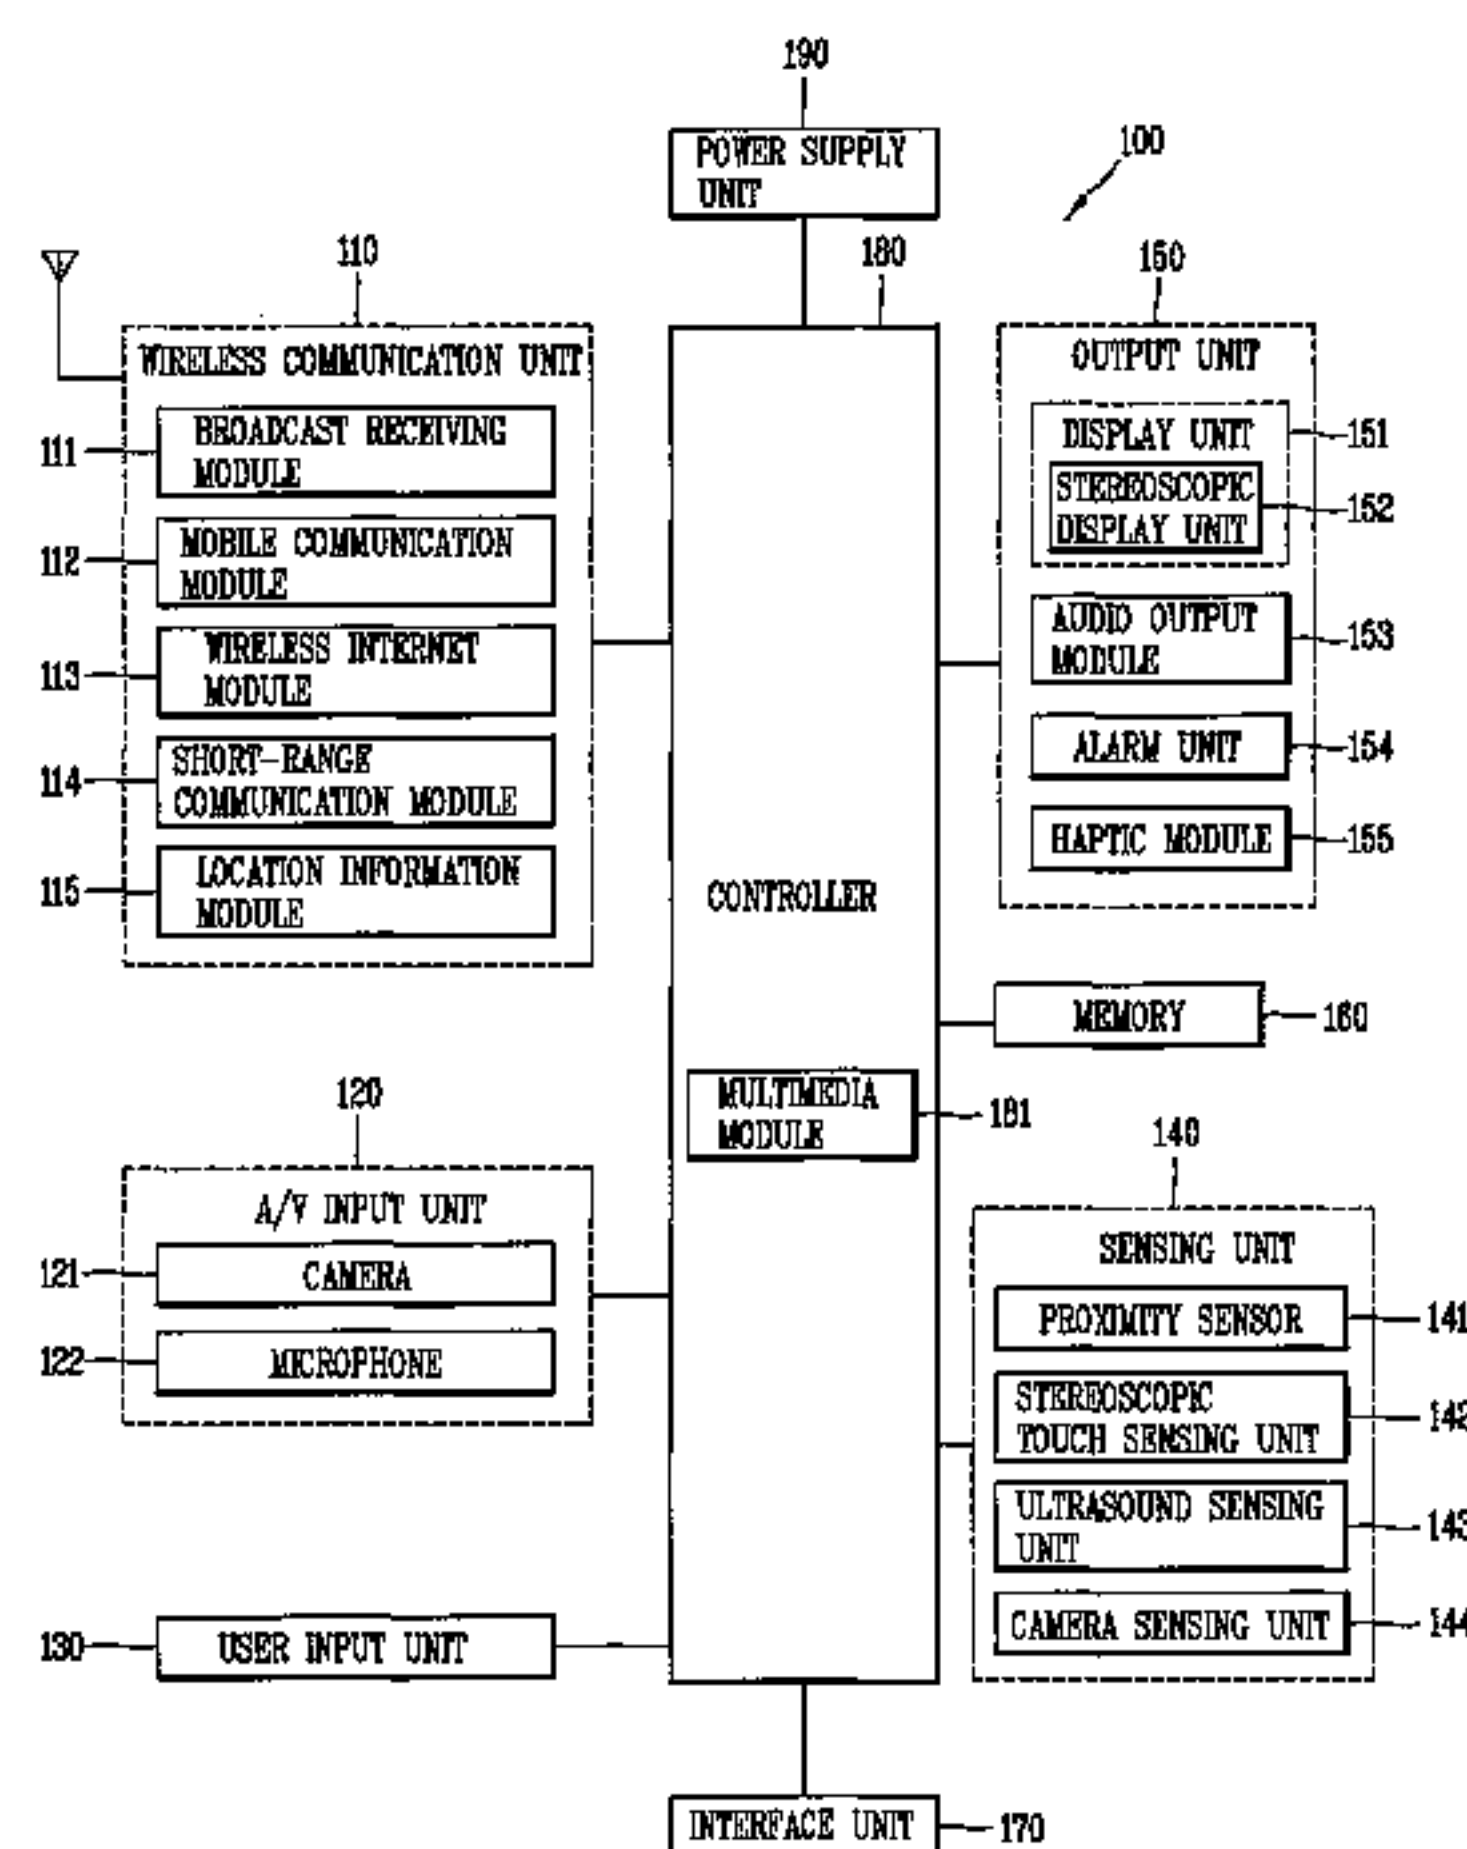 190
POWER SUPPLY
UNIT
100
110
180
150
WIRELESS COMMUNICATION UNIT
111
BROADCAST RECEIVING
MODULE
112
MOBILE COMMUNICATION
MODULE
113
WIRELESS INTERNET
MODULE
114
SHORT-RANGE
COMMUNICATION MODULE
115
LOCATION INFORMATION
MODULE
OUTPUT UNIT
DISPLAY UNIT
151
STEREOSCOPIC
DISPLAY UNIT
152
AUDIO OUTPUT
MODULE
153
ALARM UNIT
154
HAPTIC MODULE
155
CONTROLLER
MEMORY
160
MULTIMEDIA
MODULE
181
120
A/V INPUT UNIT
121
CAMERA
122
MICROPHONE
140
SENSING UNIT
PROXIMITY SENSOR
141
STEREOSCOPIC
TOUCH SENSING UNIT
142
ULTRASOUND SENSING
UNIT
143
CAMERA SENSING UNIT
144
130
USER INPUT UNIT
INTERFACE UNIT
170